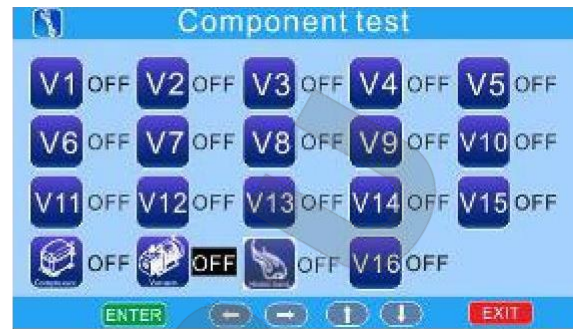 Component test
V1 OFF V2 OFF V3 OFF V4 OFF V5 OFF
V6 OFF V7 OFF V8 OFF V9 OFF V10 OFF
V11 OFF V12 OFF V13 OFF V14 OFF V15 OFF
Compressor OFF Vacuum OFF OFF V16 OFF
ENTER EXIT